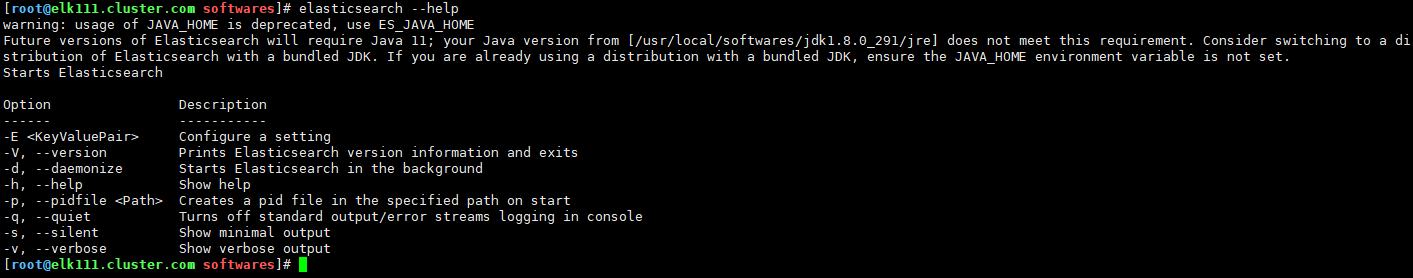 [root@elk111.cluster.com softwares]# elasticsearch --help
warning: usage of JAVA_HOME is deprecated, use ES_JAVA_HOME
Future versions of Elasticsearch will require Java 11; your Java version from [/usr/local/softwares/jdk1.8.0_291/jre] does not meet this requirement. Consider switching to a di
stribution of Elasticsearch with a bundled JDK. If you are already using a distribution with a bundled JDK, ensure the JAVA_HOME environment variable is not set.
Starts Elasticsearch
Option                Description
------                -----------
-E <KeyValuePair>     Configure a setting
-V, --version         Prints Elasticsearch version information and exits
-d, --daemonize       Starts Elasticsearch in the background
-h, --help            Show help
-p, --pidfile <Path>  Creates a pid file in the specified path on start
-q, --quiet           Turns off standard output/error streams logging in console
-s, --silent          Show minimal output
-v, --verbose         Show verbose output
[root@elk111.cluster.com softwares]#